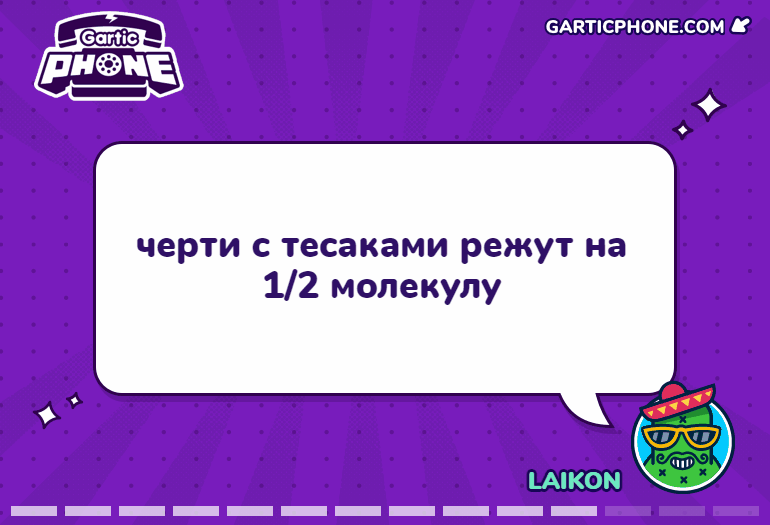 Gartic
PHONE
GARTICPHONE.COM
черти с тесаками режут на
1/2 молекулу
LAIKON